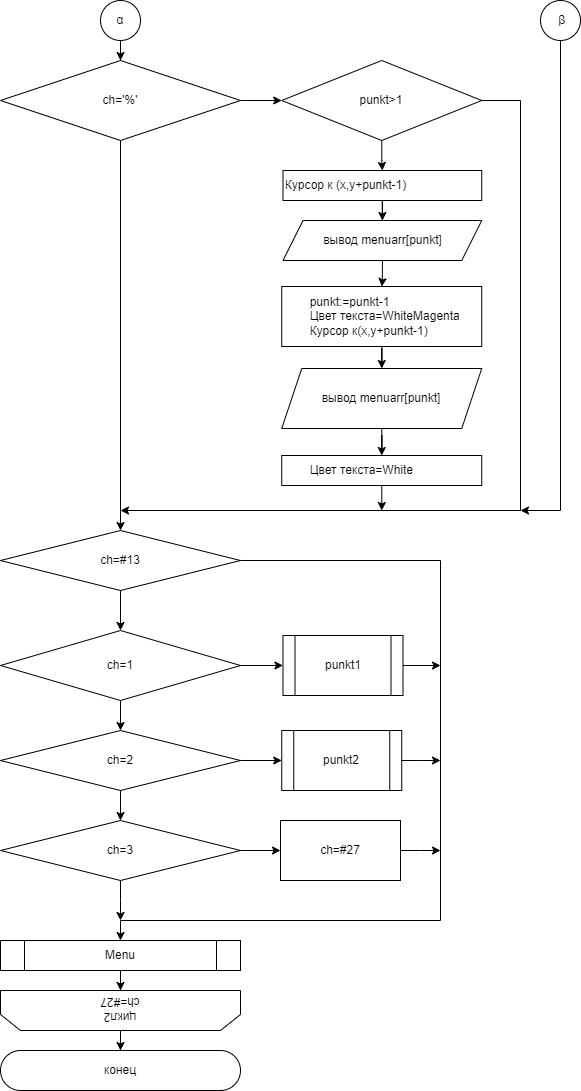 α
β
ch='%'
punkt>1
Курсор к (x,y+punkt-1)
вывод menuarr[punkt]
punkt:=punkt-1
Цвет текста=WhiteMagenta
Курсор к(x,y+punkt-1)
вывод menuarr[punkt]
Цвет текста=White
ch=#13
ch=1
punkt1
ch=2
punkt2
ch=3
ch=#27
Menu
цикл2
ch=#27
конец